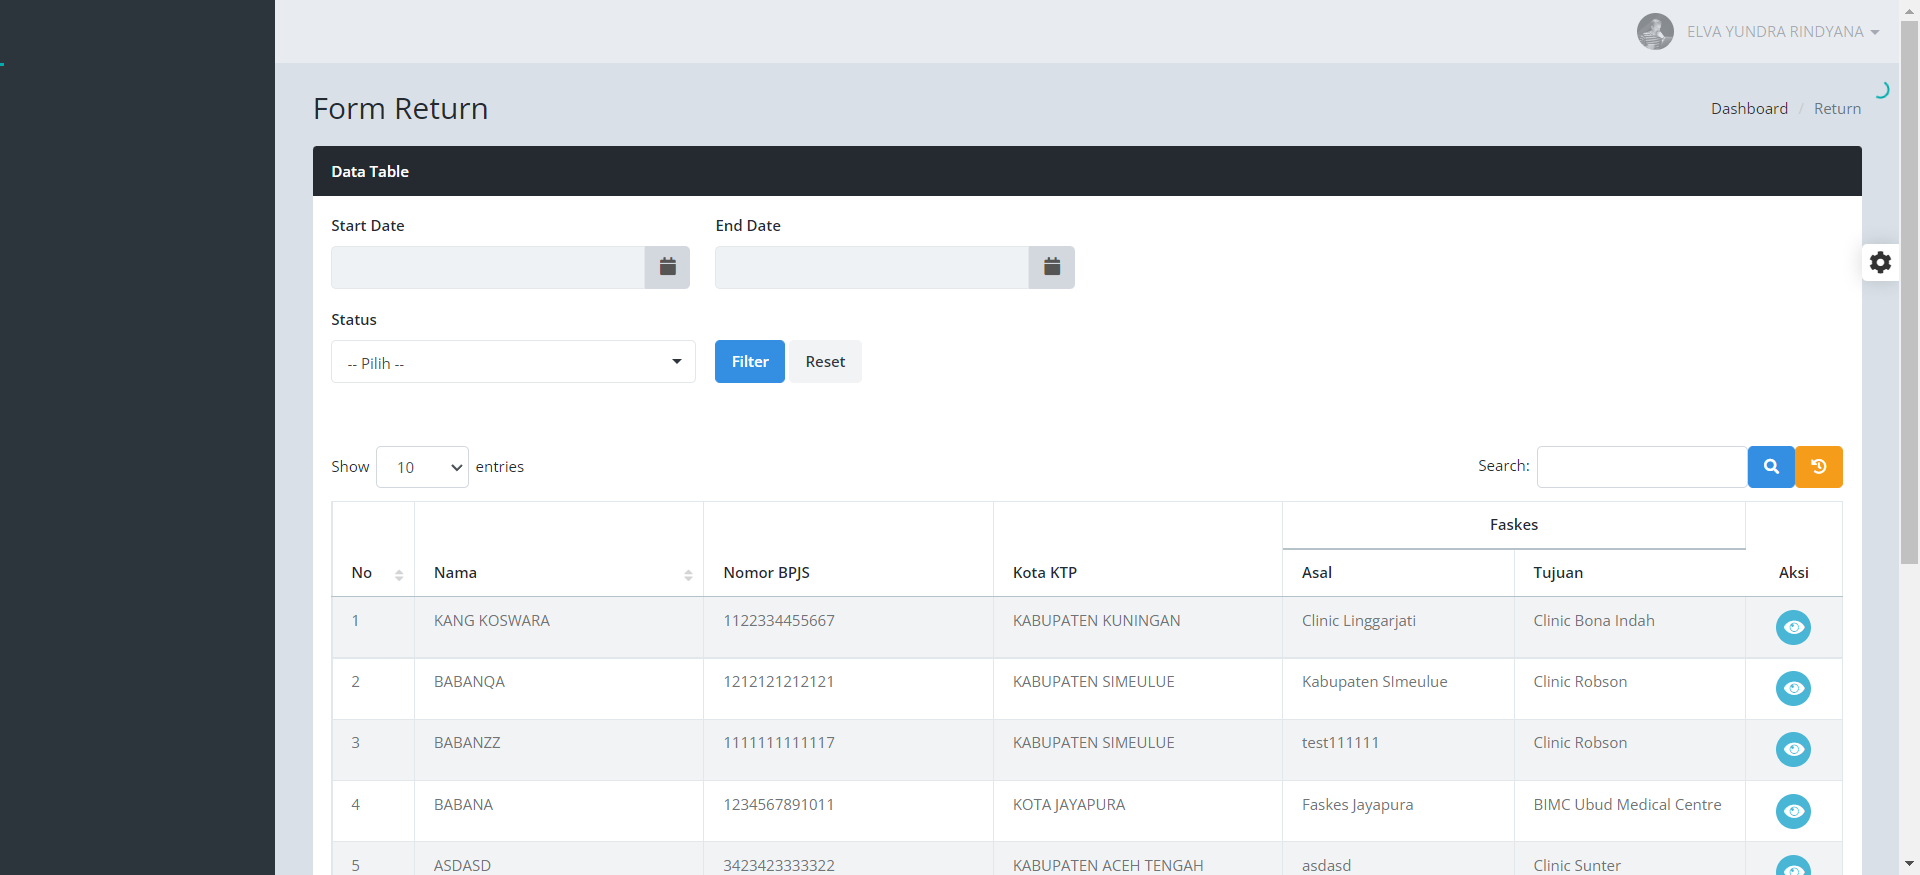 ELVA YUNDRA RINDYANA
Form Return
Dashboard / Return
Data Table
Start Date End Date
Status
-- Pilih -- Filter Reset
Show 10 entries Search:
Faskes
No Nama Nomor BPJS Kota KTP Asal Tujuan Aksi
1 KANG KOSWARA 1122334455667 KABUPATEN KUNINGAN Clinic Linggarjati Clinic Bona Indah
2 BABANQA 1212121212121 KABUPATEN SIMEULUE Kabupaten SImeulue Clinic Robson
3 BABANZZ 1111111111117 KABUPATEN SIMEULUE test111111 Clinic Robson
4 BABANA 1234567891011 KOTA JAYAPURA Faskes Jayapura BIMC Ubud Medical Centre
5 ASDASD 3423423333322 KABUPATEN ACEH TENGAH asdasd Clinic Sunter